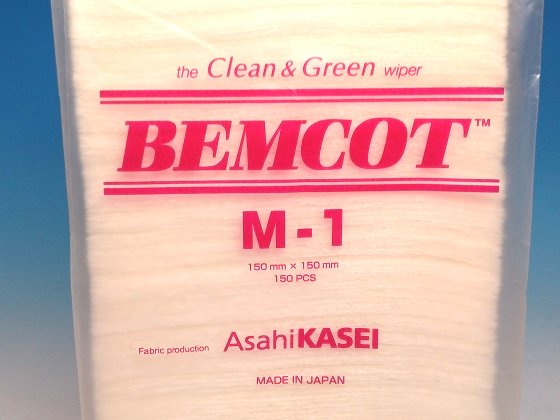 the Clean & Green wiper
BEMCOT™
M-1
150 mm × 150 mm
150 PCS
Fabric production AsahiKASEI
MADE IN JAPAN